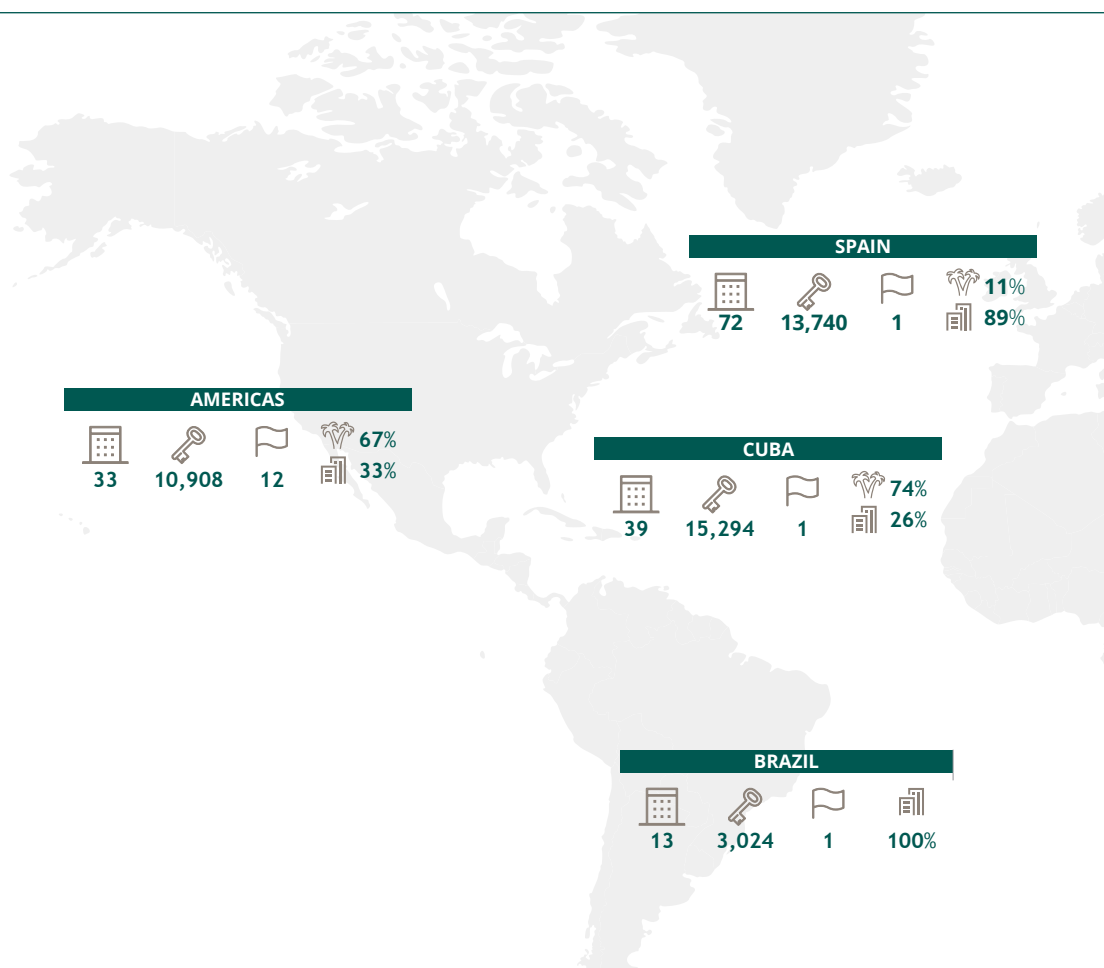 SPAIN
11%
72 13,740 1 89%
AMERICAS
67%
33 10,908 12 33%
CUBA
74%
39 15,294 1 26%
BRAZIL
13 3,024 1 100%